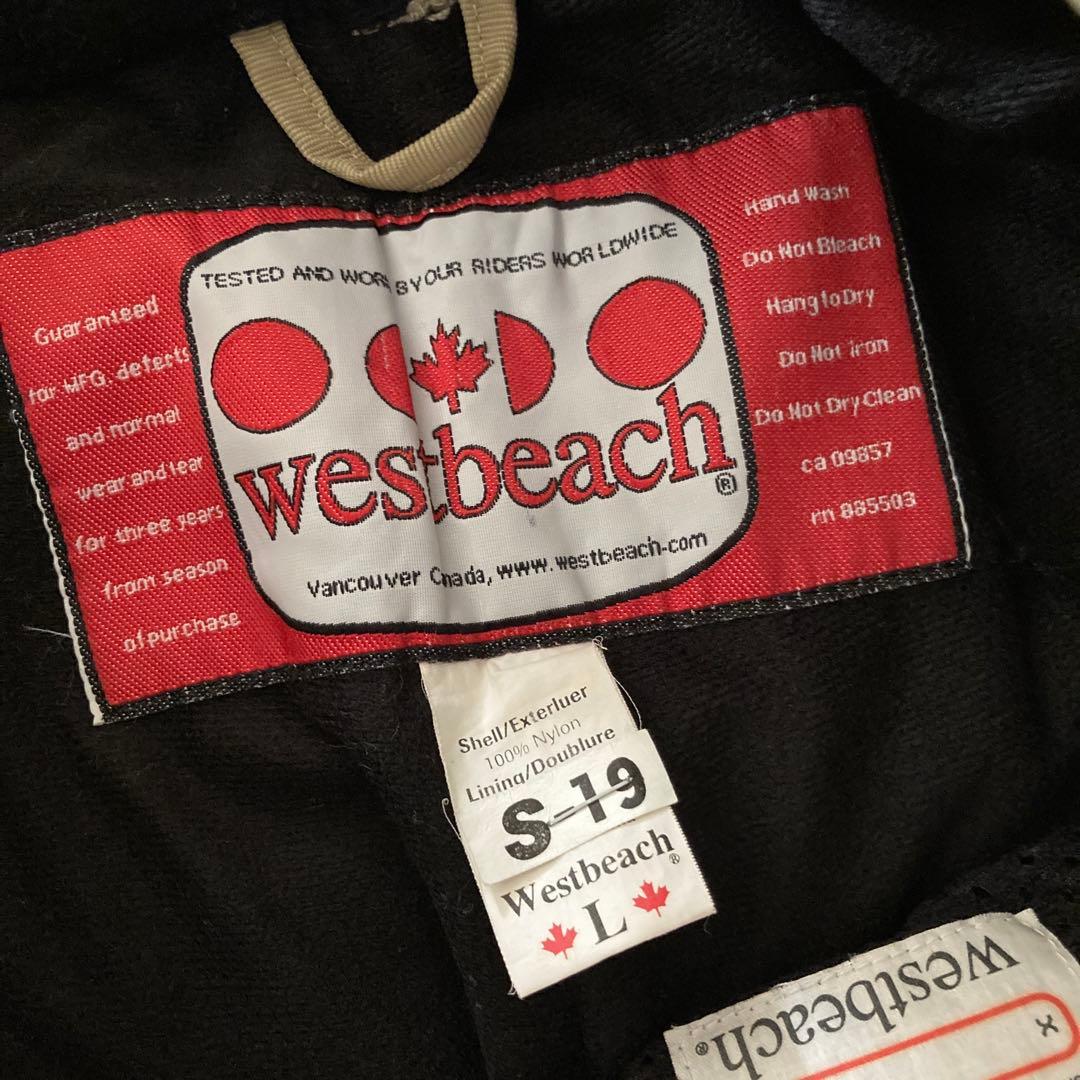 Guaranteed
for MFG. defects
and normal
wear and tear
for three years
from season
of purchase
TESTED AND WORN BY OUR RIDERS WORLDWIDE
westbeach®
Vancouver Canada, www.westbeach.com
Hand Wash
Do Not Bleach
Hang to Dry
Do Not iron
Do Not Dry Clean
ca 09857
rn 885503
Shell/Exterluer
100% Nylon
Lining/Doublure
S-19
Westbeach®
L
westbeach®
x